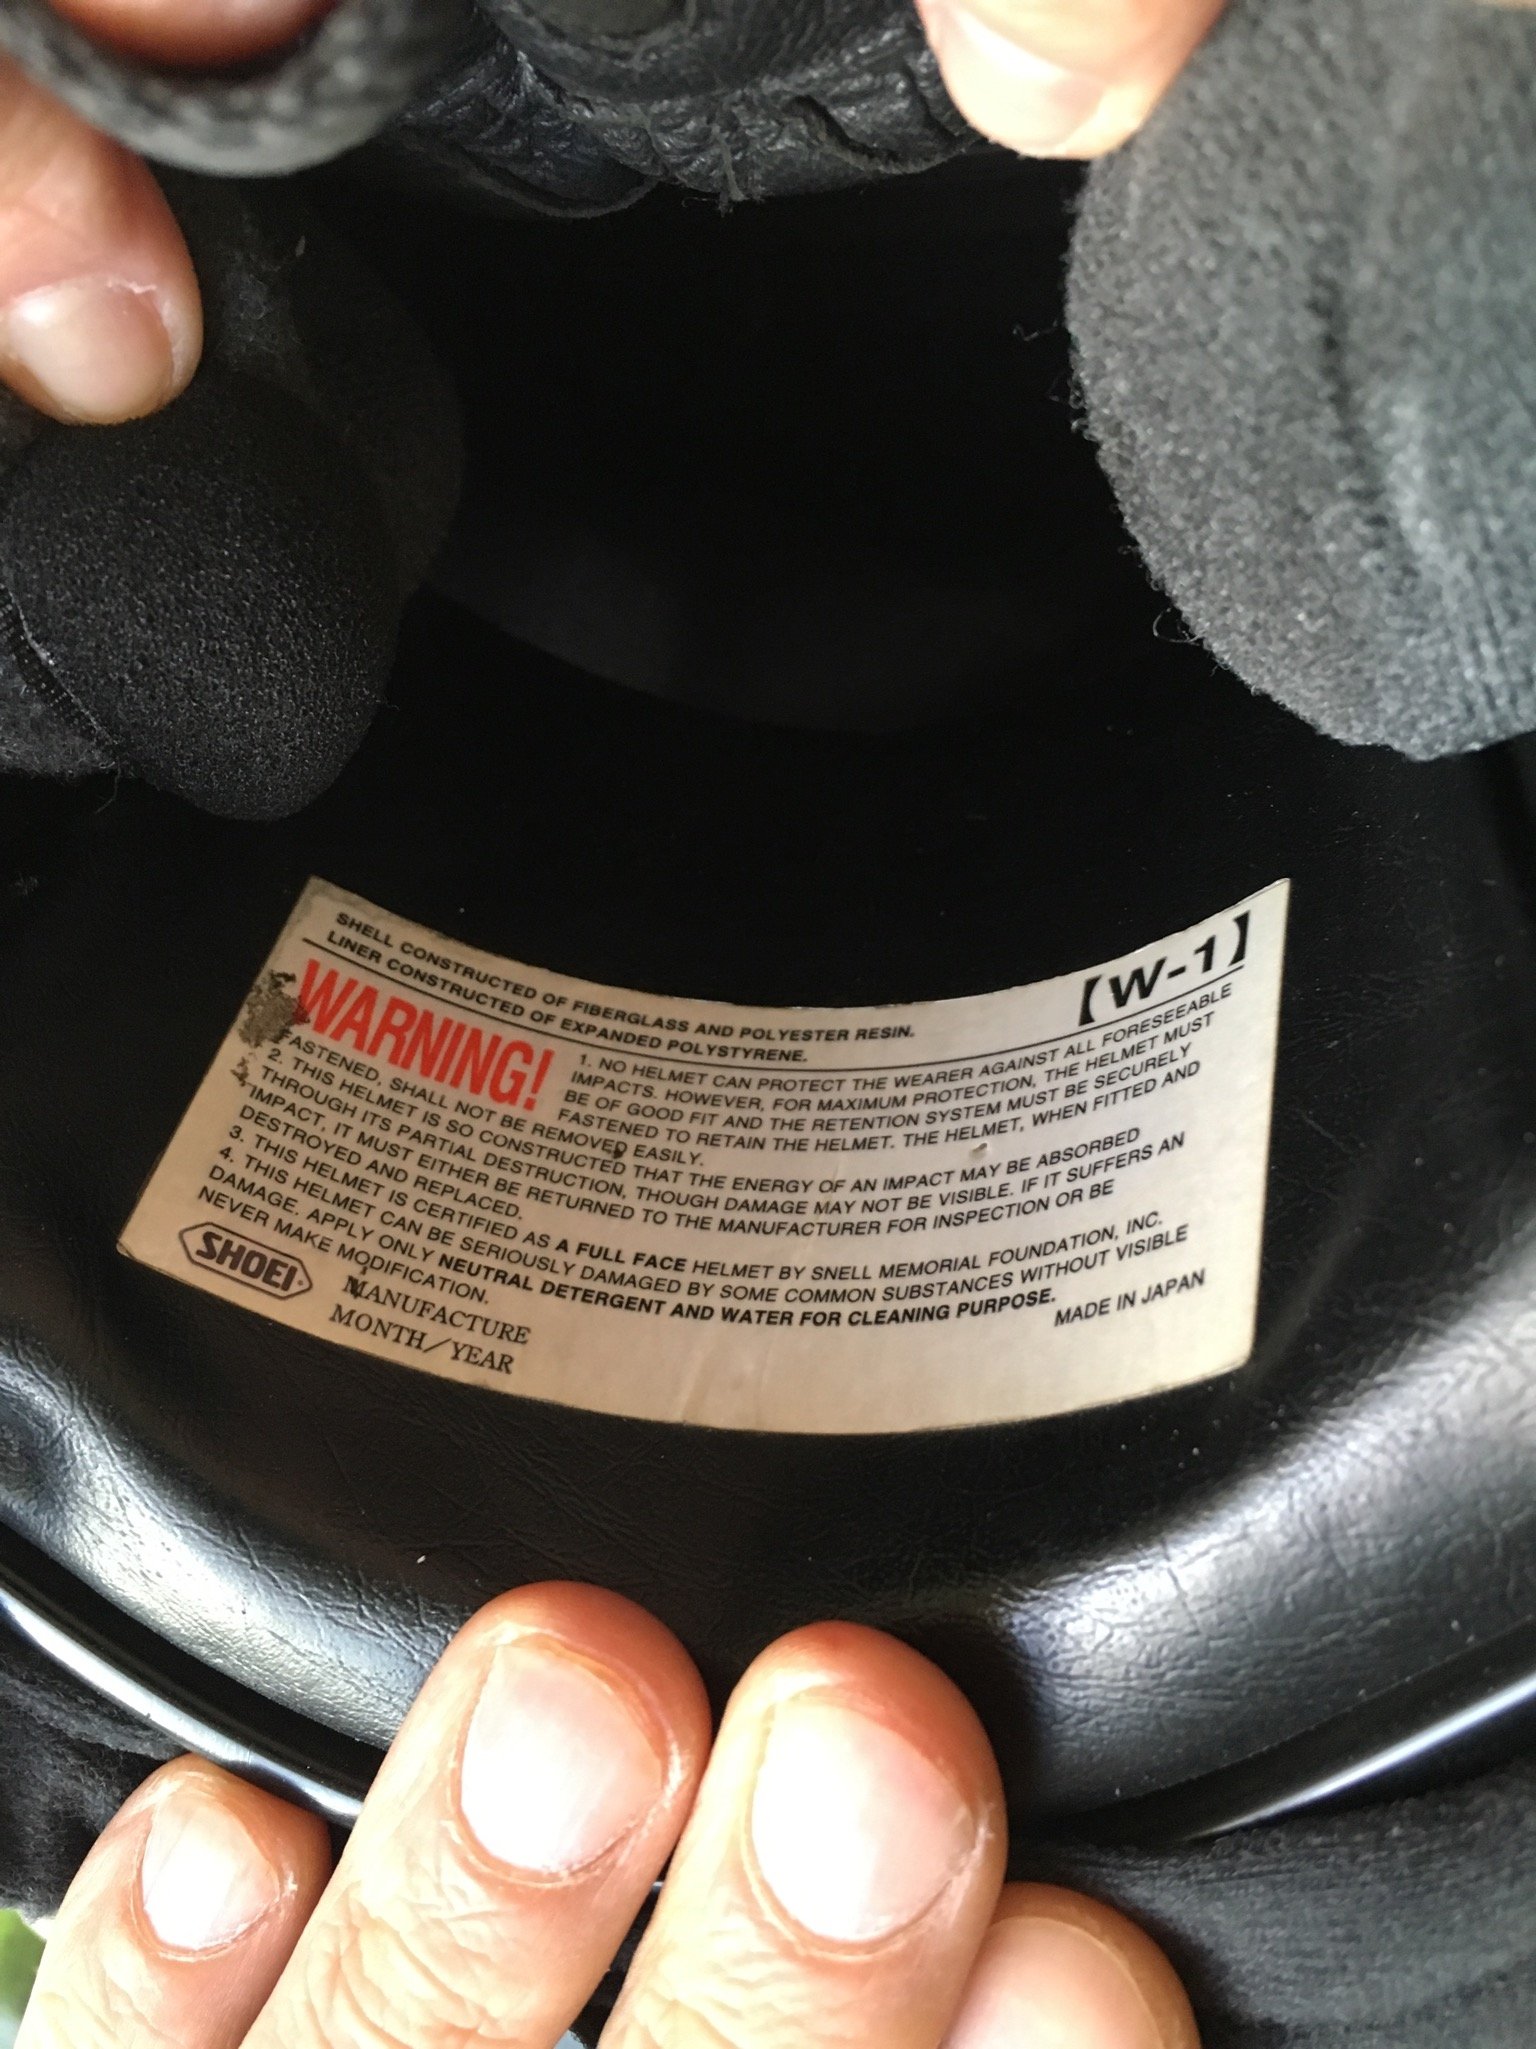 SHELL CONSTRUCTED OF FIBERGLASS AND POLYESTER RESIN.
LINER CONSTRUCTED OF EXPANDED POLYSTYRENE.
【W-1】
WARNING!
1. NO HELMET CAN PROTECT THE WEARER AGAINST ALL FORESEEABLE
IMPACTS. HOWEVER, FOR MAXIMUM PROTECTION, THE HELMET MUST
BE OF GOOD FIT AND THE RETENTION SYSTEM MUST BE SECURELY
FASTENED TO RETAIN THE HELMET. THE HELMET, WHEN FITTED AND
FASTENED, SHALL NOT BE REMOVED EASILY.
2. THIS HELMET IS SO CONSTRUCTED THAT THE ENERGY OF AN IMPACT MAY BE ABSORBED
THROUGH ITS PARTIAL DESTRUCTION, THOUGH DAMAGE MAY NOT BE VISIBLE. IF IT SUFFERS AN
IMPACT, IT MUST EITHER BE RETURNED TO THE MANUFACTURER FOR INSPECTION OR BE
DESTROYED AND REPLACED.
3. THIS HELMET IS CERTIFIED AS A FULL FACE HELMET BY SNELL MEMORIAL FOUNDATION, INC.
4. THIS HELMET CAN BE SERIOUSLY DAMAGED BY SOME COMMON SUBSTANCES WITHOUT VISIBLE
DAMAGE. APPLY ONLY NEUTRAL DETERGENT AND WATER FOR CLEANING PURPOSE.
NEVER MAKE MODIFICATION.
MADE IN JAPAN
SHOEI
MANUFACTURE
MONTH/YEAR